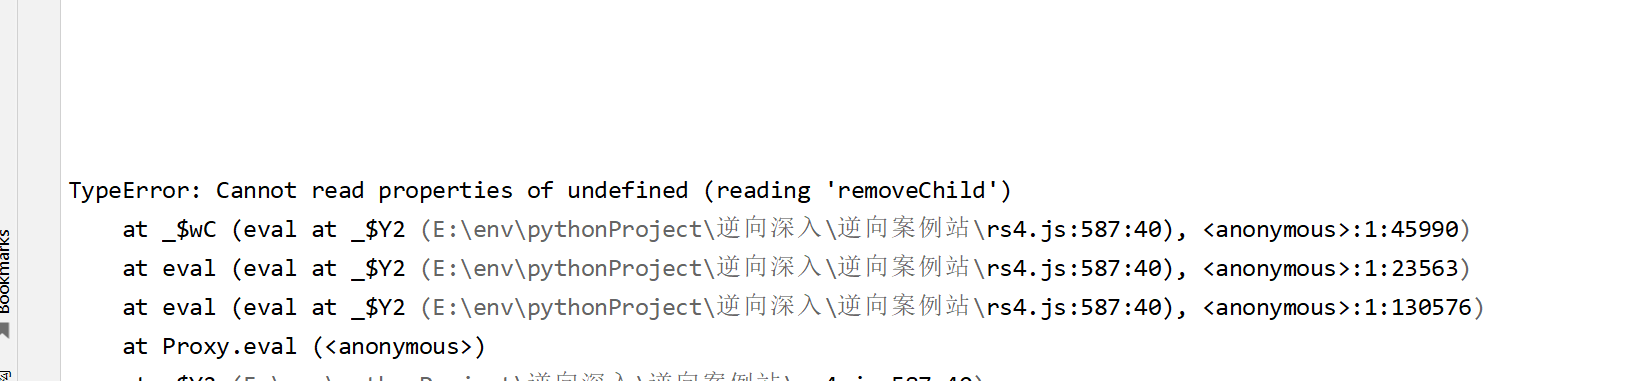 TypeError: Cannot read properties of undefined (reading 'removeChild')
at _$wC (eval at _$Y2 (E:\env\pythonProject\逆向深入\逆向案例站\rs4.js:587:40), <anonymous>:1:45990)
at eval (eval at _$Y2 (E:\env\pythonProject\逆向深入\逆向案例站\rs4.js:587:40), <anonymous>:1:23563)
at eval (eval at _$Y2 (E:\env\pythonProject\逆向深入\逆向案例站\rs4.js:587:40), <anonymous>:1:130576)
at Proxy.eval (<anonymous>)
Bookmarks